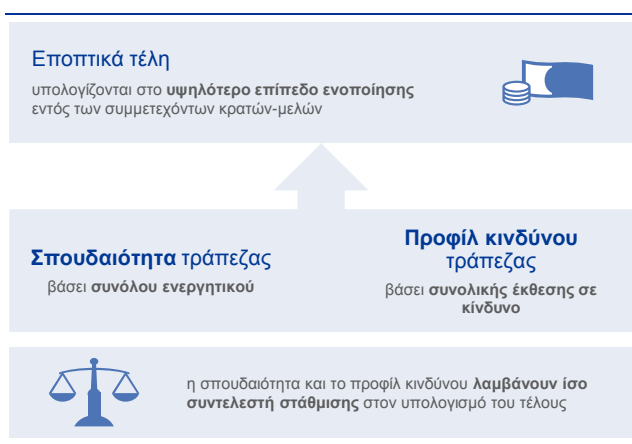 Εποπτικά τέλη
υπολογίζονται στο υψηλότερο επίπεδο ενοποίησης
εντός των συμμετεχόντων κρατών-μελών
Σπουδαιότητα τράπεζας
βάσει συνόλου ενεργητικού
Προφίλ κινδύνου
τράπεζας
βάσει συνολικής έκθεσης σε
κίνδυνο
η σπουδαιότητα και το προφίλ κινδύνου λαμβάνουν ίσο
συντελεστή στάθμισης στον υπολογισμό του τέλους